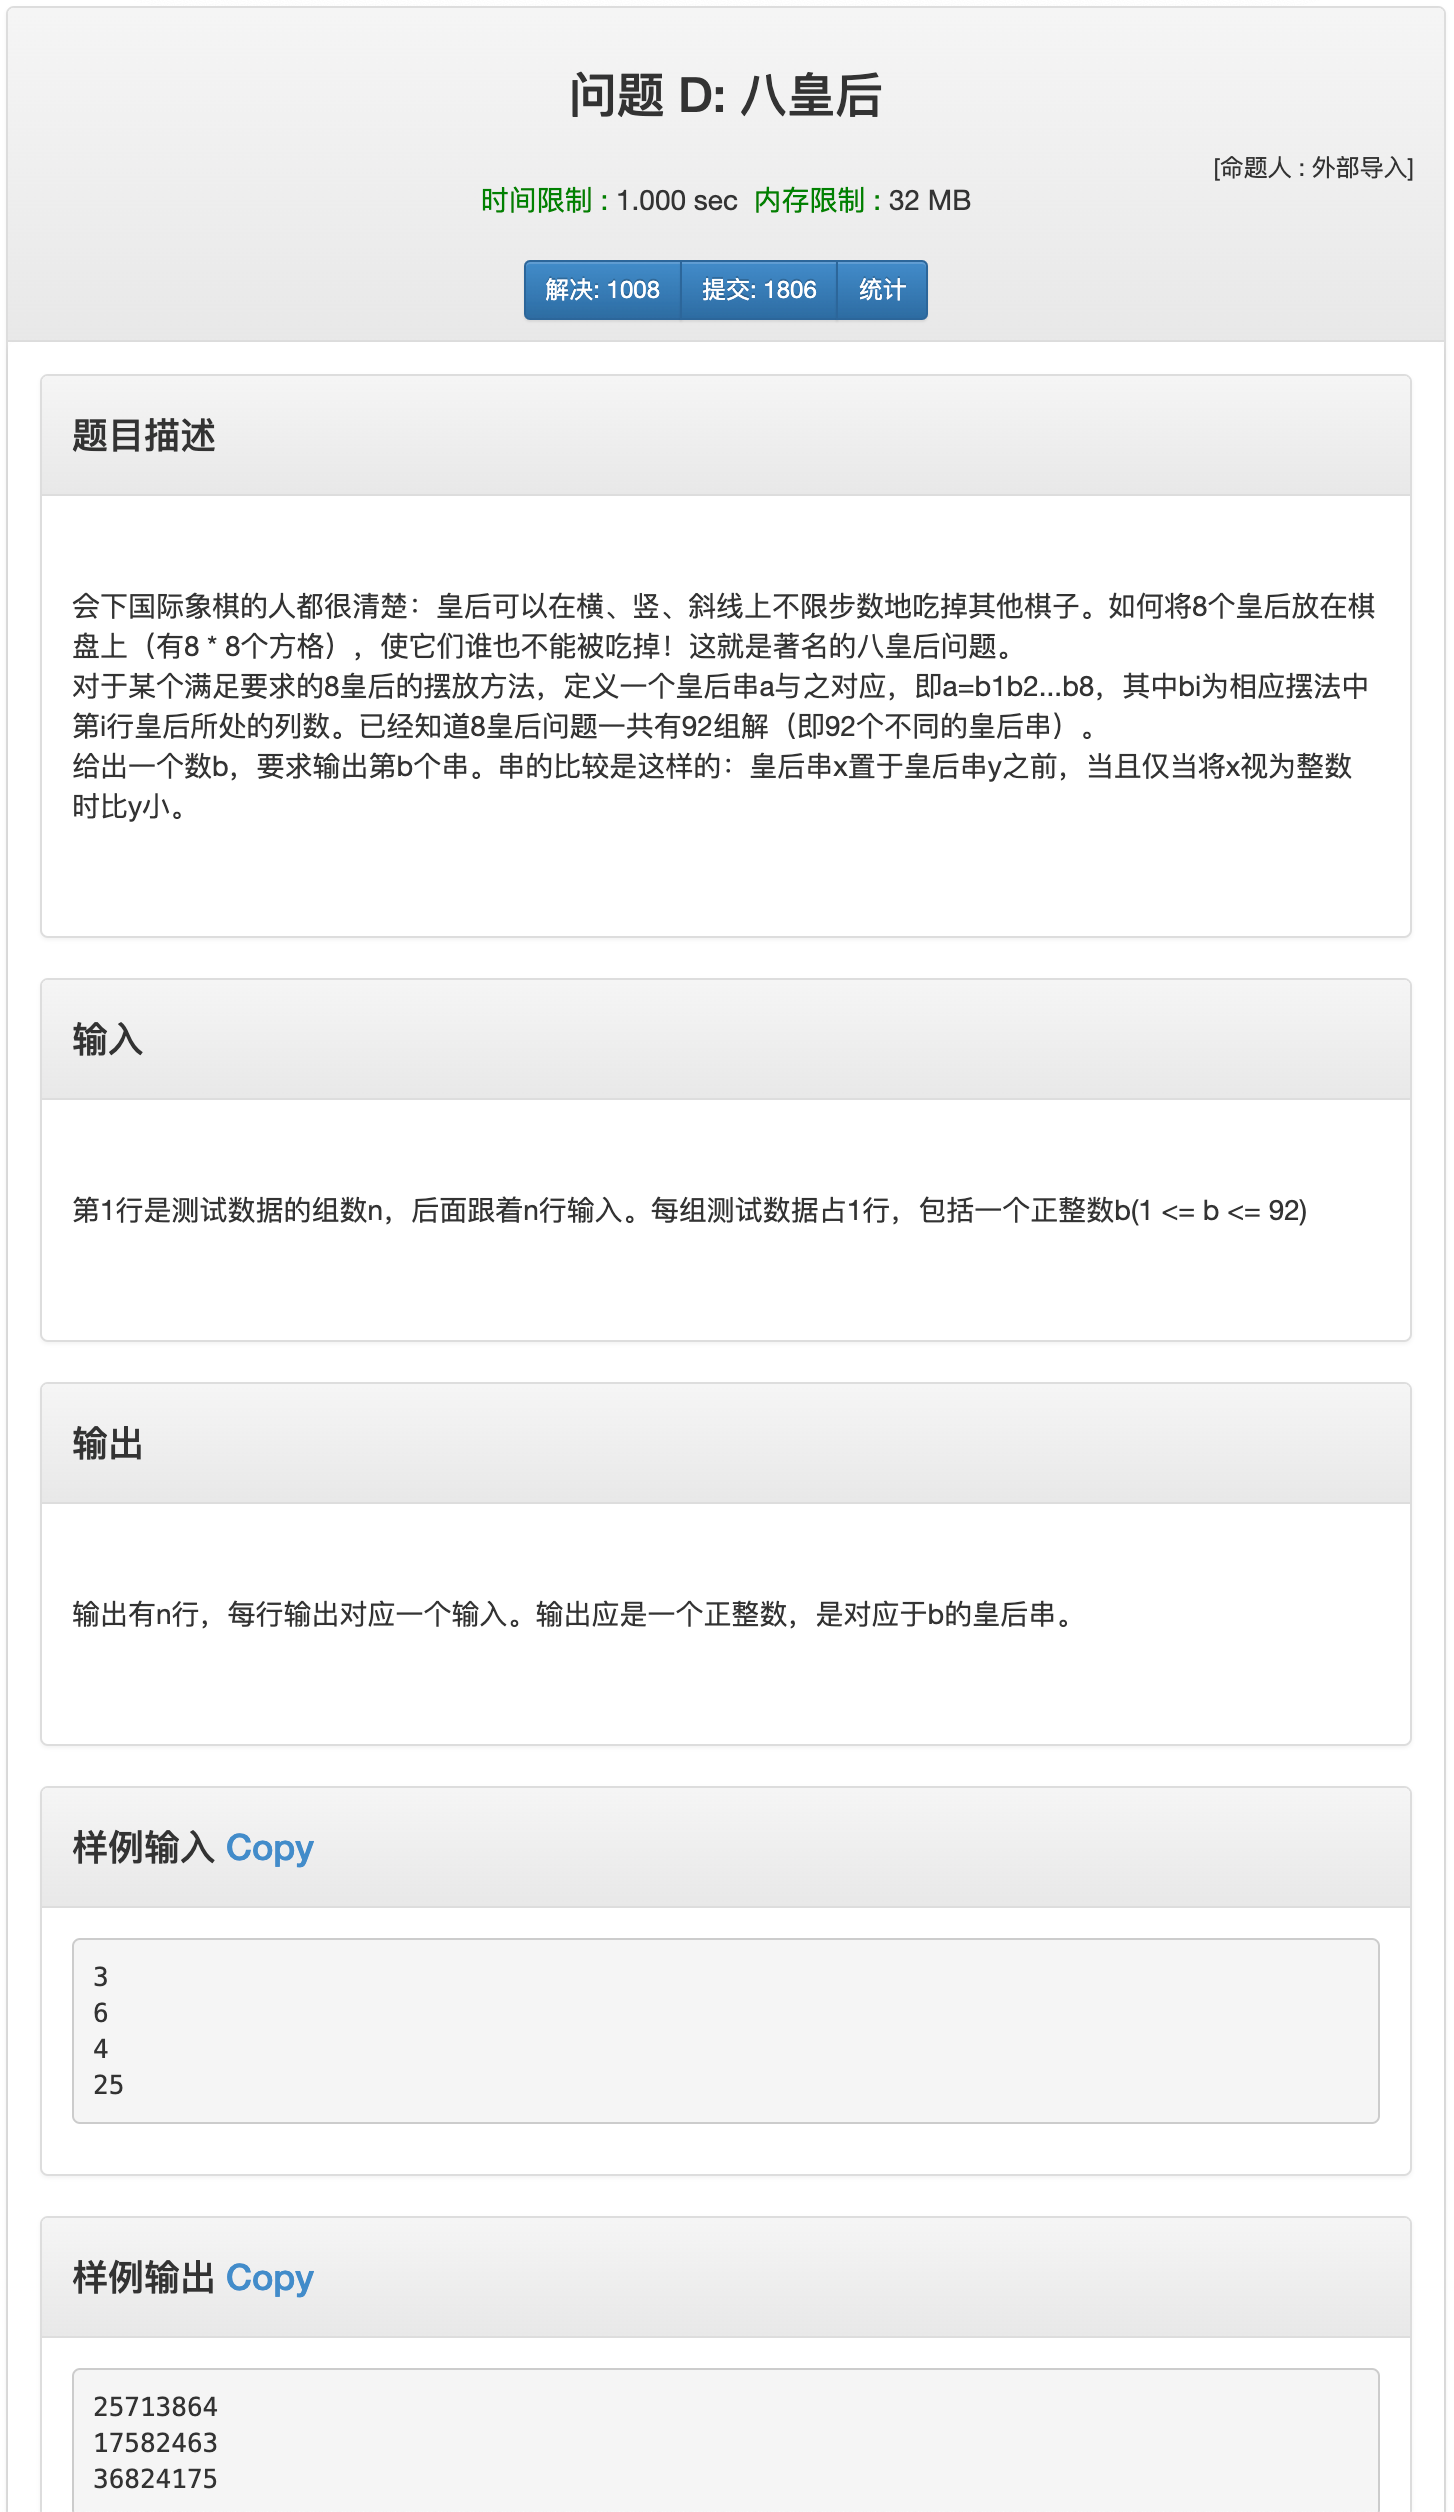 问题 D: 八皇后
[命题人 : 外部导入]
时间限制 : 1.000 sec 内存限制 : 32 MB
解决: 1008 提交: 1806 统计
题目描述
会下国际象棋的人都很清楚：皇后可以在横、竖、斜线上不限步数地吃掉其他棋子。如何将8个皇后放在棋
盘上（有8 * 8个方格），使它们谁也不能被吃掉！这就是著名的八皇后问题。
对于某个满足要求的8皇后的摆放方法，定义一个皇后串a与之对应，即a=b1b2...b8，其中bi为相应摆法中
第i行皇后所处的列数。已经知道8皇后问题一共有92组解（即92个不同的皇后串）。
给出一个数b，要求输出第b个串。串的比较是这样的：皇后串x置于皇后串y之前，当且仅当将x视为整数
时比y小。
输入
第1行是测试数据的组数n，后面跟着n行输入。每组测试数据占1行，包括一个正整数b(1 <= b <= 92)
输出
输出有n行，每行输出对应一个输入。输出应是一个正整数，是对应于b的皇后串。
样例输入 Copy
3
6
4
25
样例输出 Copy
25713864
17582463
36824175